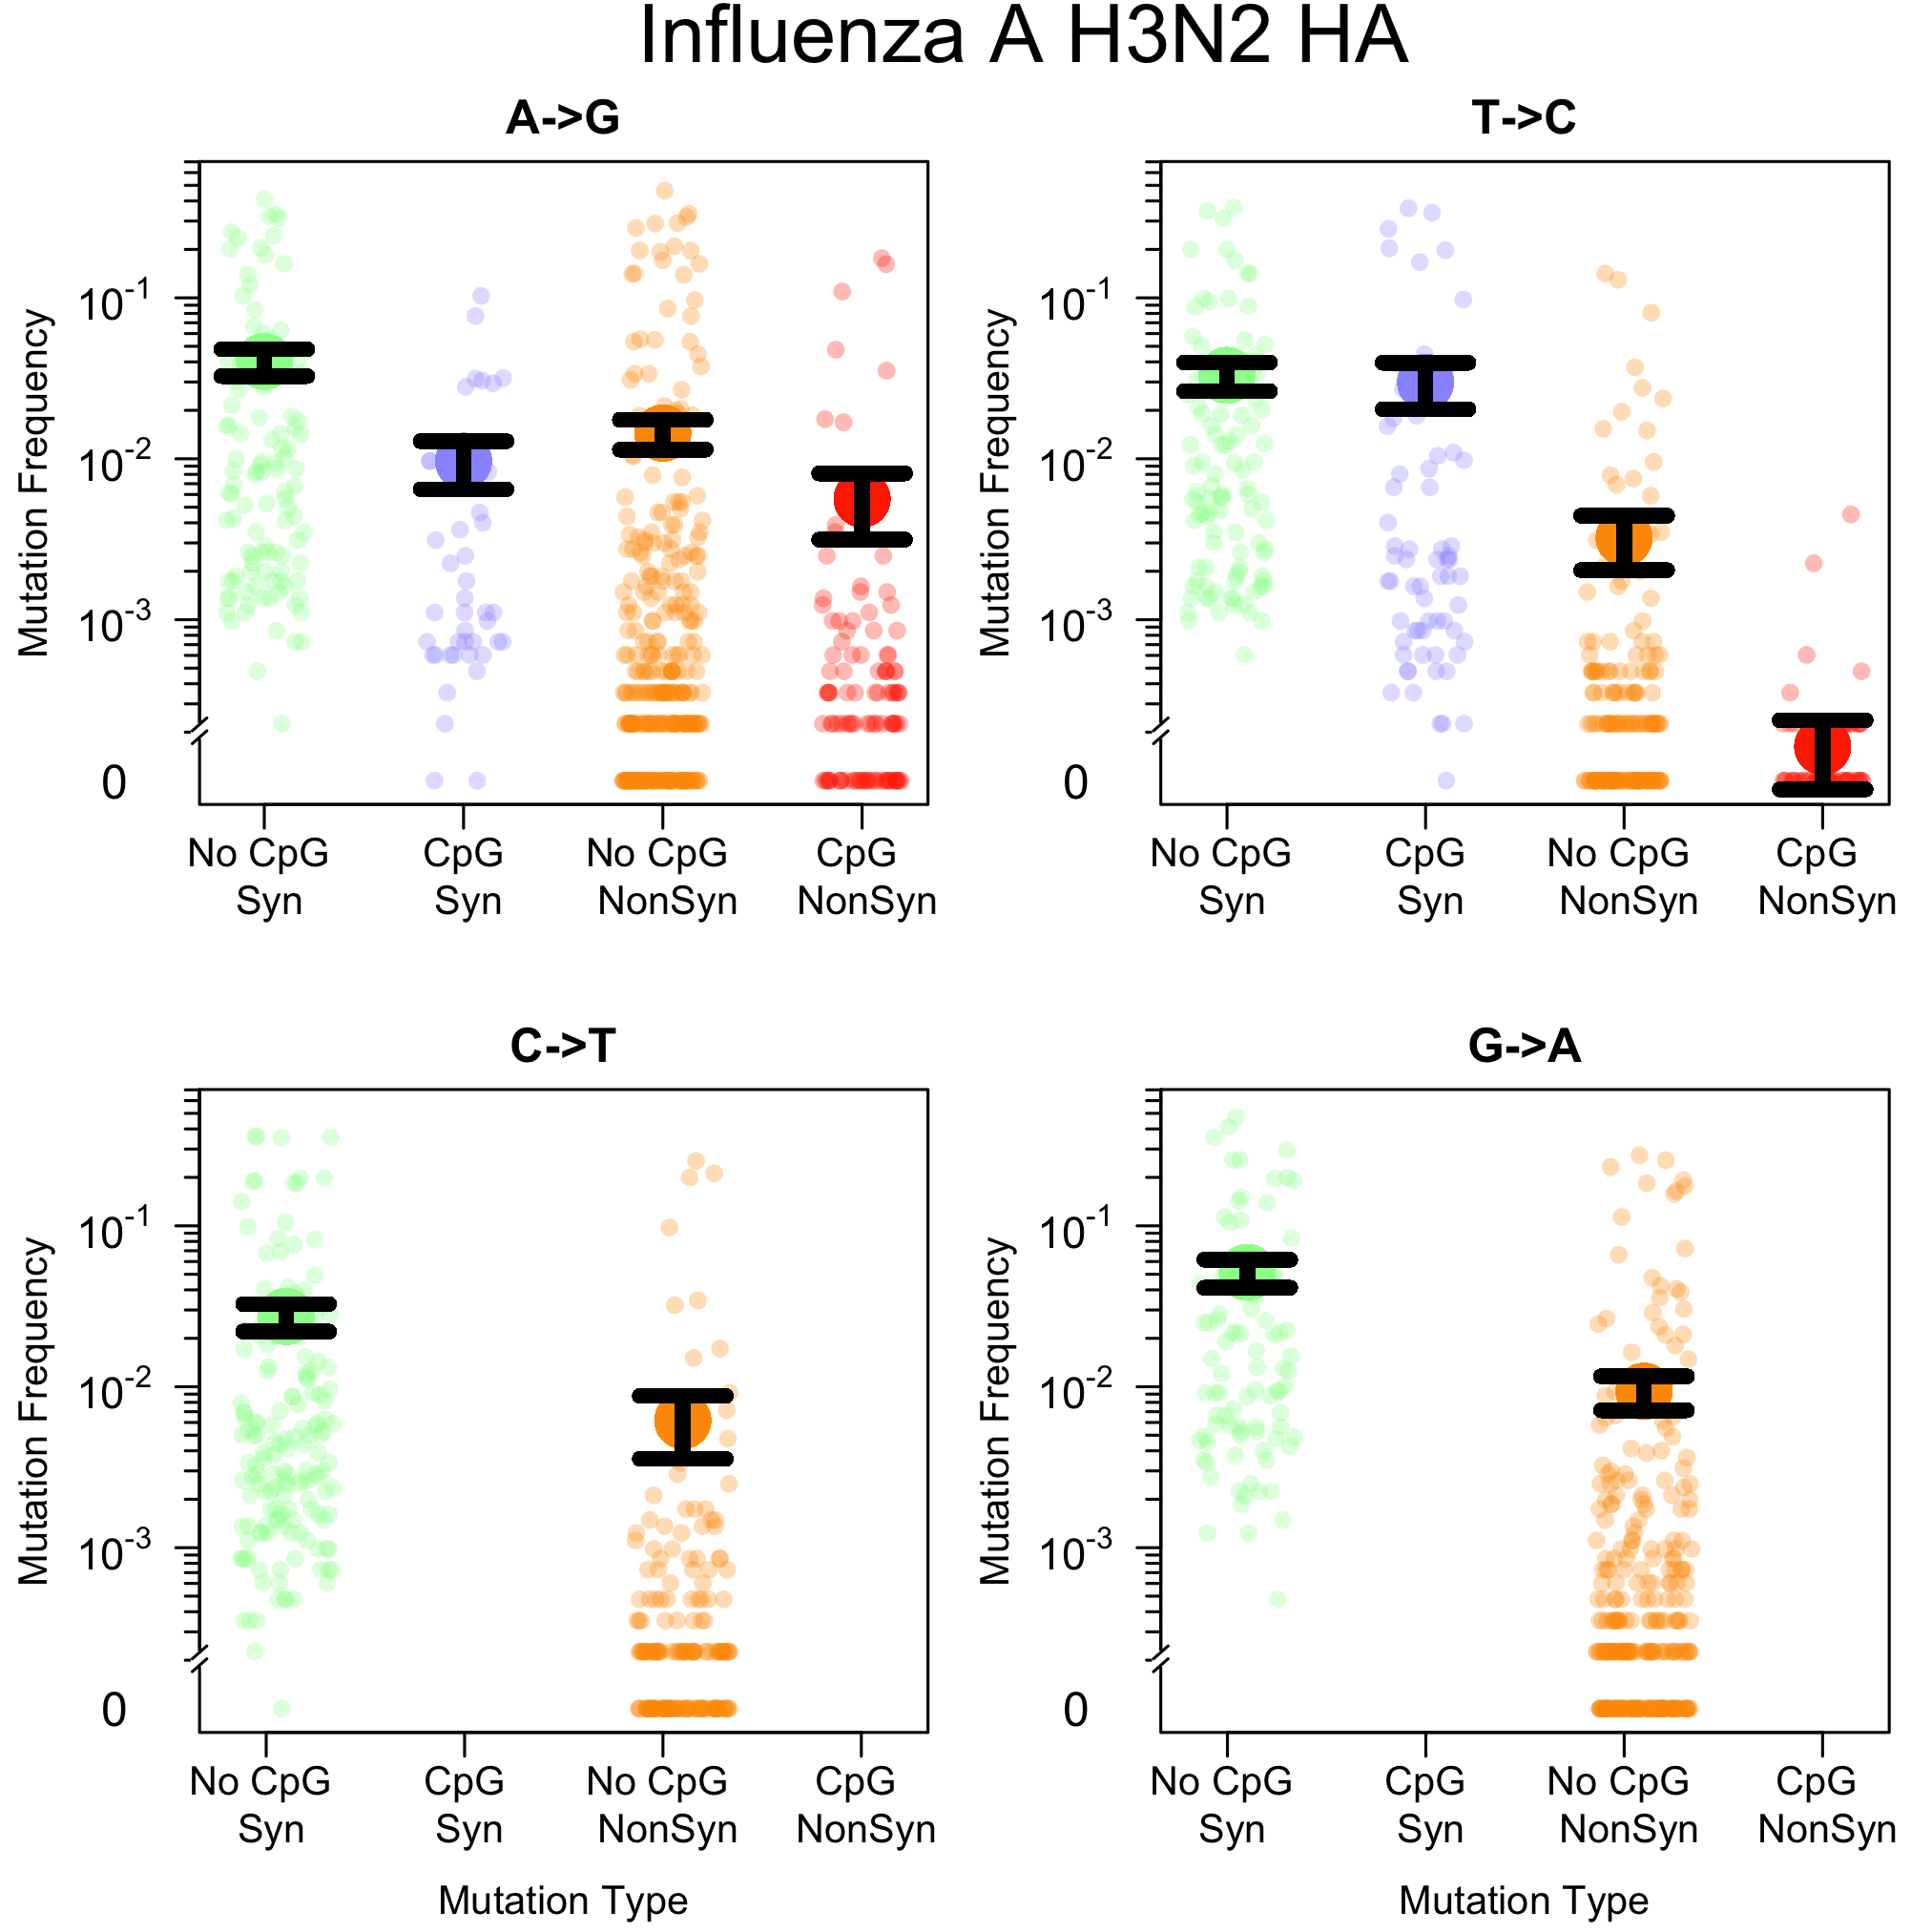 Influenza A H3N2 HA
A->G
Mutation Frequency
10-1
10-2
10-3
0
No CpG CpG No CpG CpG
Syn Syn NonSyn NonSyn
T->C
Mutation Frequency
10-1
10-2
10-3
0
No CpG CpG No CpG CpG
Syn Syn NonSyn NonSyn
C->T
Mutation Frequency
10-1
10-2
10-3
0
No CpG CpG No CpG CpG
Syn Syn NonSyn NonSyn
Mutation Type
G->A
Mutation Frequency
10-1
10-2
10-3
0
No CpG CpG No CpG CpG
Syn Syn NonSyn NonSyn
Mutation Type